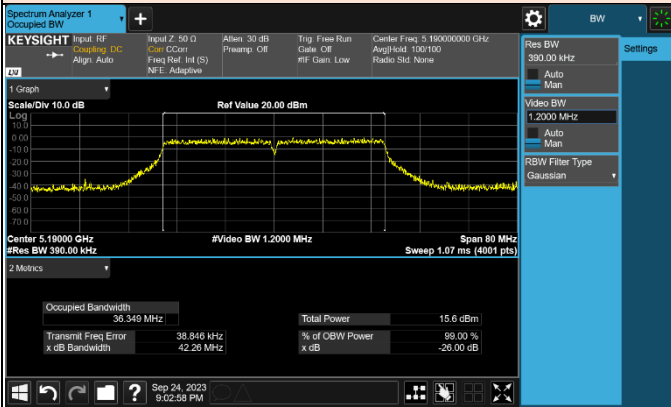 Spectrum Analyzer 1
Occupied BW
BW
KEYSIGHT
Input: RF
Coupling: DC
Align: Auto
Input Z: 50 Ω
Corr CCorr
Freq Ref: Int (S)
NFE: Adaptive
Atten: 30 dB
Preamp: Off
Trig: Free Run
Gate: Off
#IF Gain: Low
Center Freq: 5.190000000 GHz
Avg|Hold: 100/100
Radio Std: None
LXI
1 Graph
Scale/Div 10.0 dB
Ref Value 20.00 dBm
Log
10.0
0.00
-10.0
-20.0
-30.0
-40.0
-50.0
-60.0
-70.0
Center 5.19000 GHz
#Video BW 1.2000 MHz
Span 80 MHz
#Res BW 390.00 kHz
Sweep 1.07 ms (4001 pts)
2 Metrics
Occupied Bandwidth
36.349 MHz
Transmit Freq Error 38.846 kHz
x dB Bandwidth 42.26 MHz
Total Power 15.6 dBm
% of OBW Power 99.00 %
x dB -26.00 dB
Sep 24, 2023
9:02:58 PM
Res BW
390.00 kHz
Auto
Man
Video BW
1.2000 MHz
Auto
Man
RBW Filter Type
Gaussian
Settings